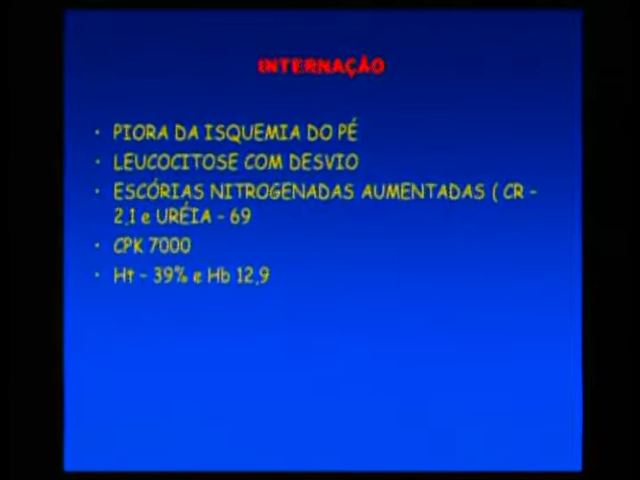 INTERNAÇÃO
• PIORA DA ISQUEMIA DO PÉ
• LEUCOCITOSE COM DESVIO
• ESCÓRIAS NITROGENADAS AUMENTADAS ( CR –
2,1 e URÉIA – 69
• CPK 7000
• Ht – 39% e Hb 12,9